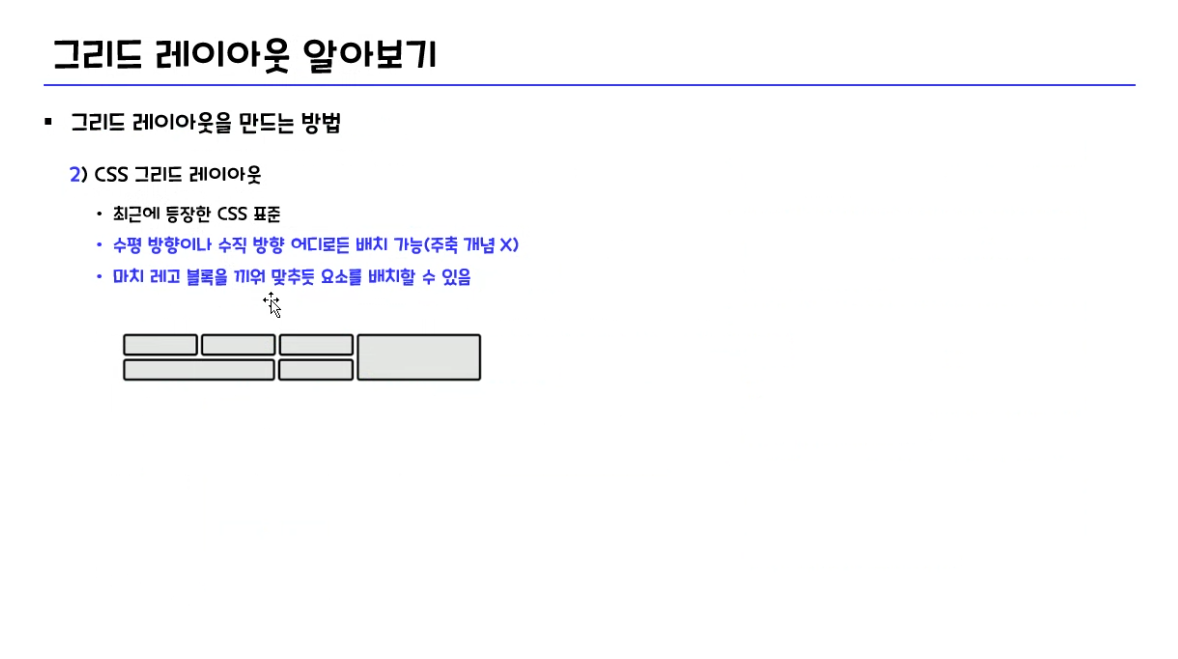 그리드 레이아웃 알아보기
▪ 그리드 레이아웃을 만드는 방법
2) CSS 그리드 레이아웃
• 최근에 등장한 CSS 표준
• 수평 방향이나 수직 방향 어디로든 배치 가능(주축 개념 X)
• 마치 레고 블록을 끼워 맞추듯 요소를 배치할 수 있음